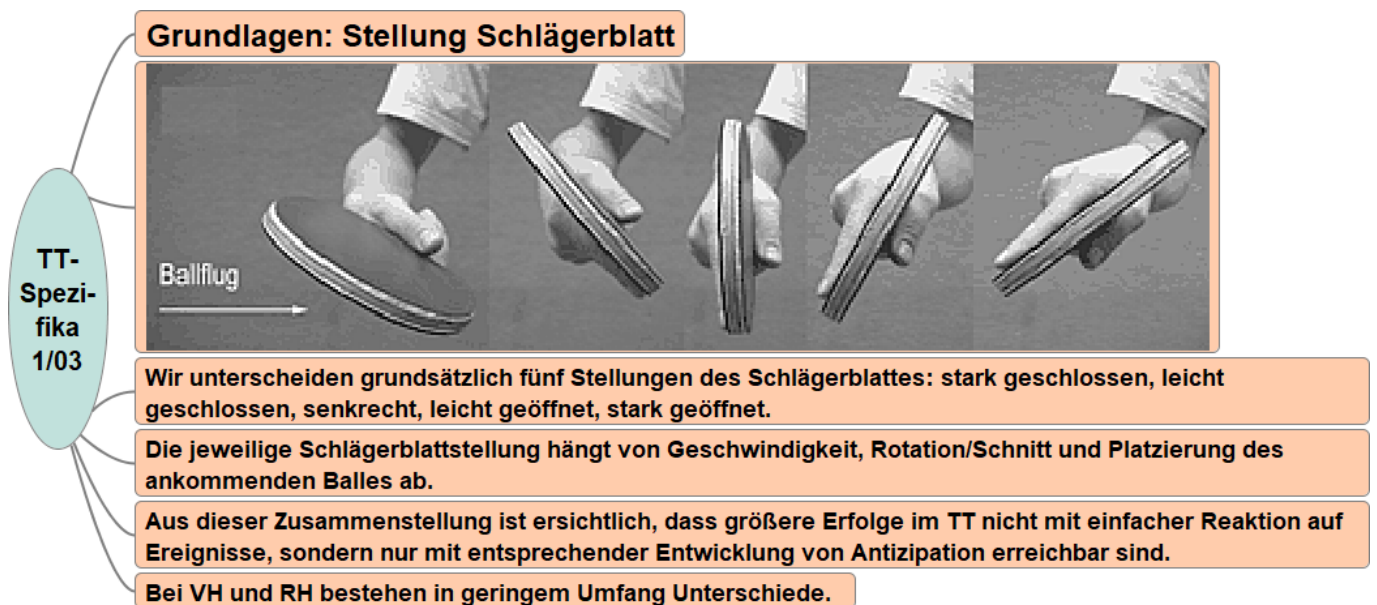 Grundlagen: Stellung Schlägerblatt
Ballflug
TT-
Spezi-
fika
1/03
Wir unterscheiden grundsätzlich fünf Stellungen des Schlägerblattes: stark geschlossen, leicht
geschlossen, senkrecht, leicht geöffnet, stark geöffnet.
Die jeweilige Schlägerblattstellung hängt von Geschwindigkeit, Rotation/Schnitt und Platzierung des
ankommenden Balles ab.
Aus dieser Zusammenstellung ist ersichtlich, dass größere Erfolge im TT nicht mit einfacher Reaktion auf
Ereignisse, sondern nur mit entsprechender Entwicklung von Antizipation erreichbar sind.
Bei VH und RH bestehen in geringem Umfang Unterschiede.